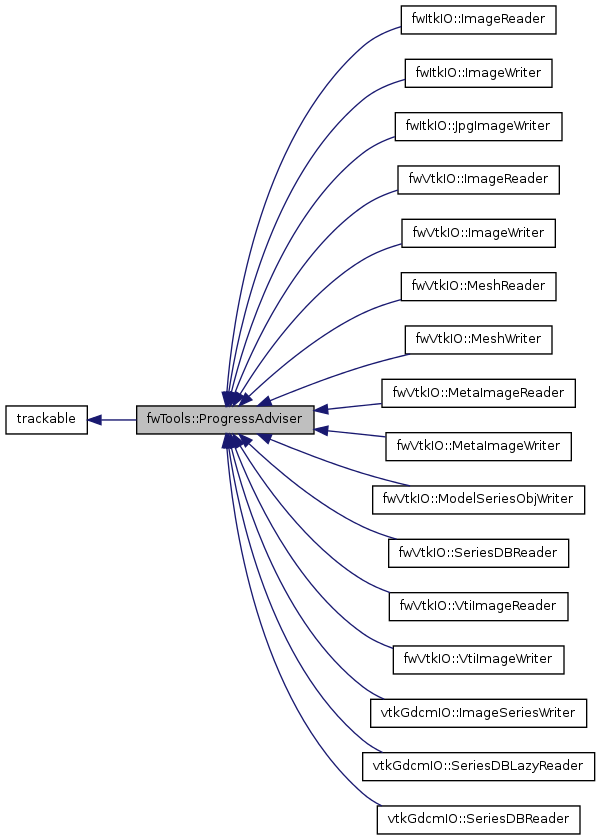 fwItkIO::ImageReader
fwItkIO::ImageWriter
fwItkIO::JpgImageWriter
fwVtkIO::ImageReader
fwVtkIO::ImageWriter
fwVtkIO::MeshReader
fwVtkIO::MeshWriter
fwVtkIO::MetaImageReader
trackable
fwTools::ProgressAdviser
fwVtkIO::MetaImageWriter
fwVtkIO::ModelSeriesObjWriter
fwVtkIO::SeriesDBReader
fwVtkIO::VtiImageReader
fwVtkIO::VtiImageWriter
vtkGdcmIO::ImageSeriesWriter
vtkGdcmIO::SeriesDBLazyReader
vtkGdcmIO::SeriesDBReader